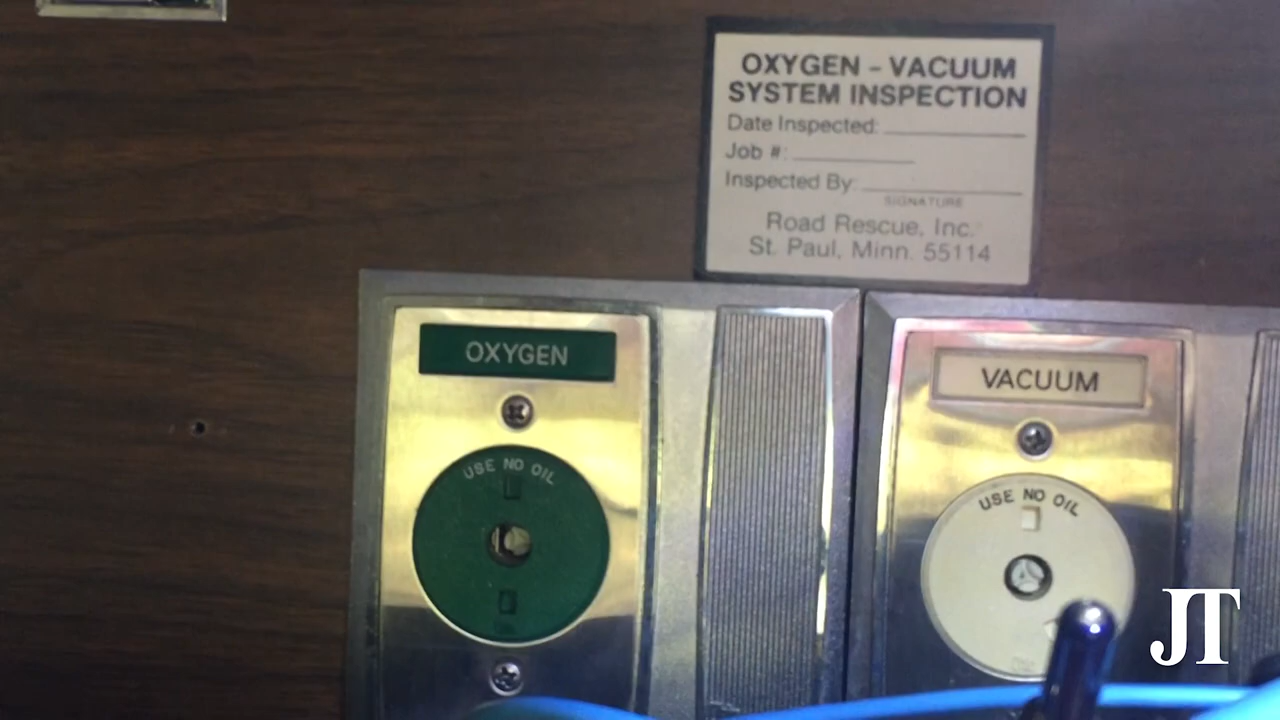 OXYGEN - VACUUM
SYSTEM INSPECTION
Date Inspected:
Job #:
Inspected By:
SIGNATURE
Road Rescue, Inc.
St. Paul, Minn. 55114
OXYGEN
USE NO OIL
VACUUM
USE NO OIL
JT